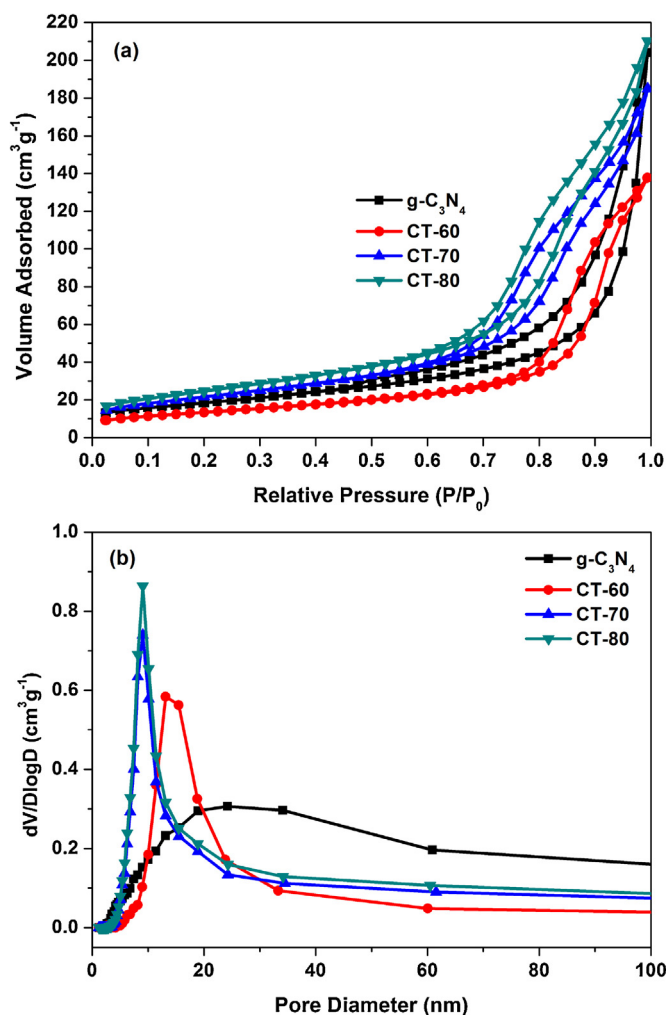 (a)
220
200
180
160
140
120
100
80
60
40
20
0
Volume Adsorbed (cm³g⁻¹)
g-C₃N₄
CT-60
CT-70
CT-80
0.0 0.1 0.2 0.3 0.4 0.5 0.6 0.7 0.8 0.9 1.0
Relative Pressure (P/P₀)
(b)
1.0
0.8
0.6
0.4
0.2
0.0
dV/DlogD (cm³g⁻¹)
g-C₃N₄
CT-60
CT-70
CT-80
0 20 40 60 80 100
Pore Diameter (nm)